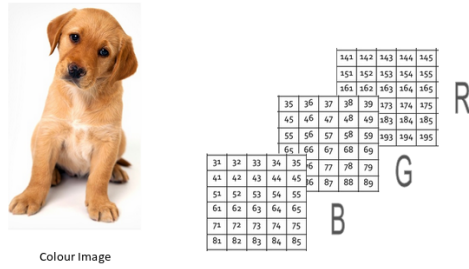 141 142 143 144 145
151 152 153 154 155
161 162 163 164 165
173 174 175
183 184 185
193 194 195
R
35 36 37 38 39
45 46 47 48 49
55 56 57 58 59
65 66 67 68 69
77 78 79
87 88 89
G
31 32 33 34 35
41 42 43 44 45
51 52 53 54 55
61 62 63 64 65
71 72 73 74 75
81 82 83 84 85
B
Colour Image